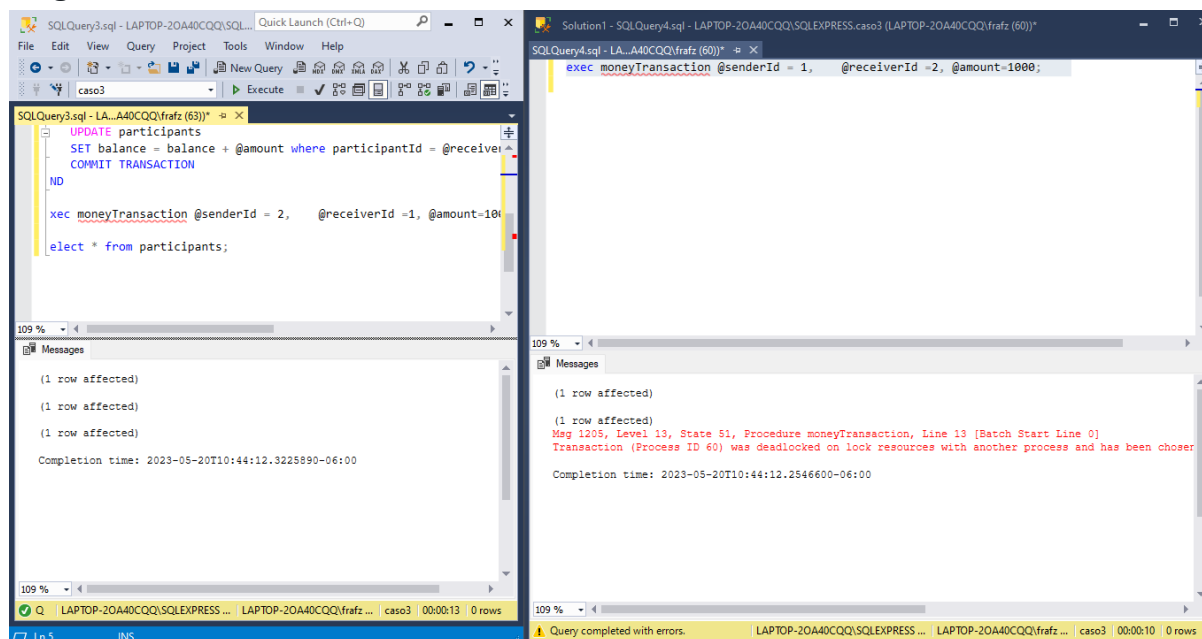 SQLQuery3.sql - LAPTOP-2OA40CQQ\SQL...
Quick Launch (Ctrl+Q)
File Edit View Query Project Tools Window Help
New Query
caso3
Execute
SQLQuery3.sql - LA...A40CQQ\frafz (63))*
UPDATE participants
SET balance = balance + @amount where participantId = @receive
COMMIT TRANSACTION
ND
xec moneyTransaction @senderId = 2, @receiverId =1, @amount=100
elect * from participants;
109 %
Messages
(1 row affected)
(1 row affected)
(1 row affected)
Completion time: 2023-05-20T10:44:12.3225890-06:00
109 %
Q LAPTOP-2OA40CQQ\SQLEXPRESS ... LAPTOP-2OA40CQQ\frafz ... caso3 00:00:13 0 rows
Ln 5 INS
Solution1 - SQLQuery4.sql - LAPTOP-2OA40CQQ\SQLEXPRESS.caso3 (LAPTOP-2OA40CQQ\frafz (60))*
SQLQuery4.sql - LA...A40CQQ\frafz (60))*
exec moneyTransaction @senderId = 1, @receiverId =2, @amount=1000;
109 %
Messages
(1 row affected)
(1 row affected)
Msg 1205, Level 13, State 51, Procedure moneyTransaction, Line 13 [Batch Start Line 0]
Transaction (Process ID 60) was deadlocked on lock resources with another process and has been chosen
Completion time: 2023-05-20T10:44:12.2546600-06:00
109 %
Query completed with errors. LAPTOP-2OA40CQQ\SQLEXPRESS ... LAPTOP-2OA40CQQ\frafz ... caso3 00:00:10 0 rows